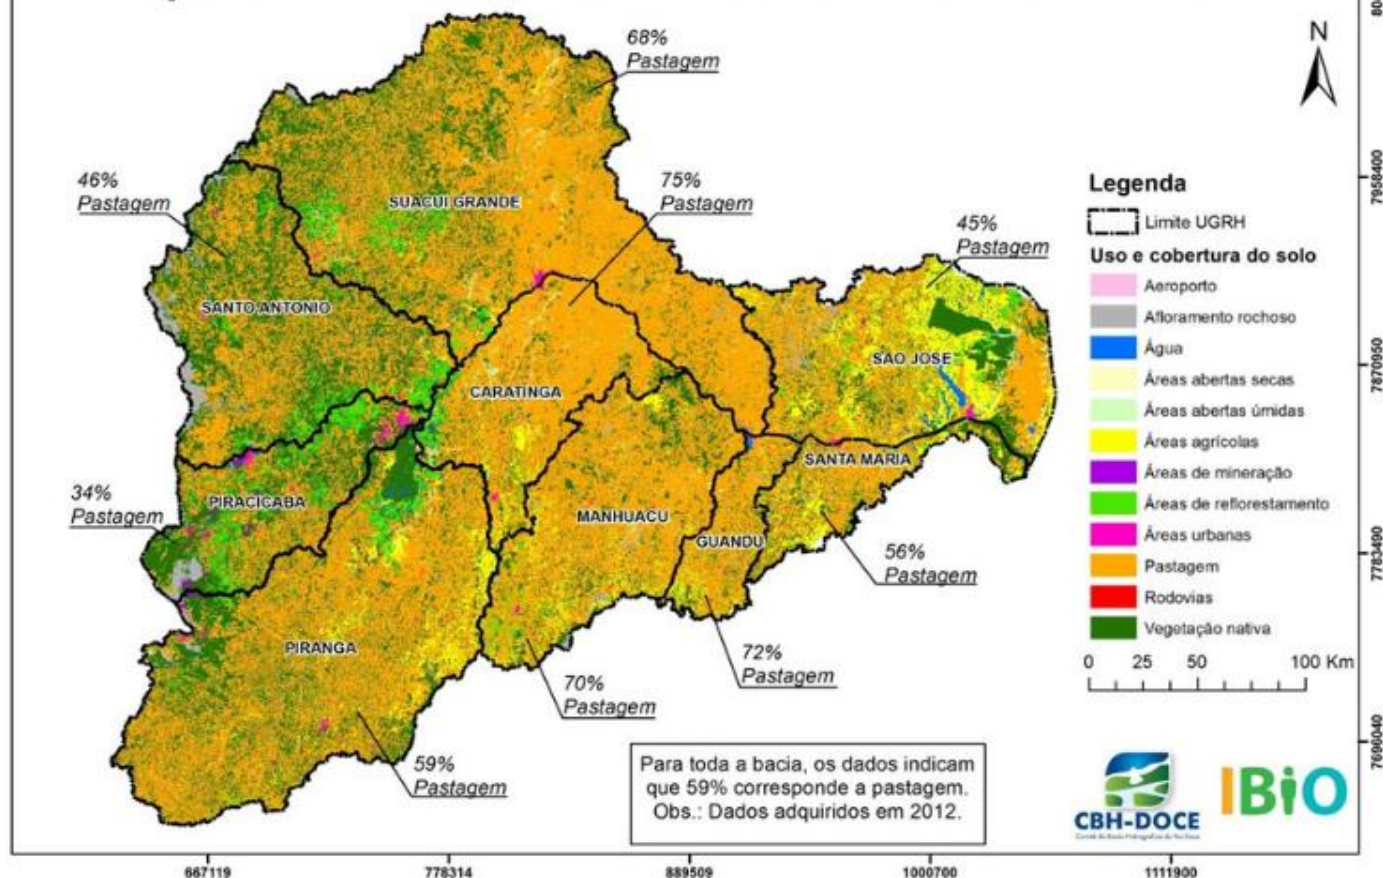 N
68%
Pastagem
46%
Pastagem
75%
Pastagem
45%
Pastagem
SUACUI GRANDE
SANTO ANTONIO
SAO JOSE
CARATINGA
SANTA MARIA
34%
Pastagem
PIRACICABA
MANHUACU
GUANDU
56%
Pastagem
PIRANGA
72%
Pastagem
70%
Pastagem
59%
Pastagem
Legenda
Limite UGRH
Uso e cobertura do solo
Aeroporto
Afloramento rochoso
Água
Áreas abertas secas
Áreas abertas úmidas
Áreas agrícolas
Áreas de mineração
Áreas de reflorestamento
Áreas urbanas
Pastagem
Rodovias
Vegetação nativa
0 25 50 100 Km
Para toda a bacia, os dados indicam
que 59% corresponde a pastagem.
Obs.: Dados adquiridos em 2012.
CBH-DOCE
IBiO
7958400
7870950
7783490
7696040
667119 778314 889509 1000700 1111900